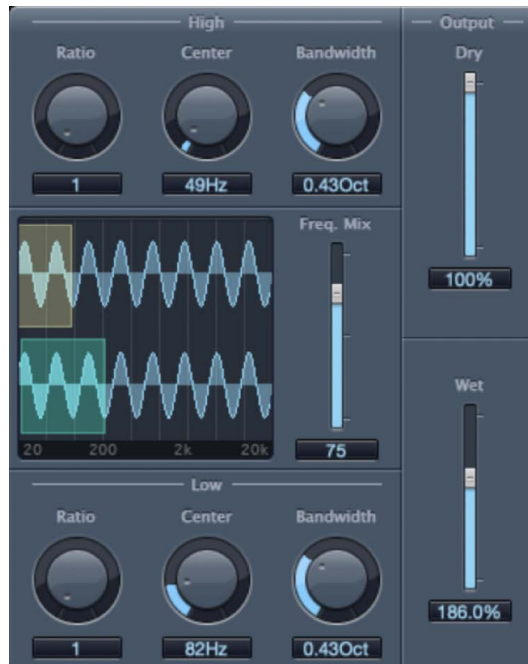 High
Ratio Center Bandwidth
1 49Hz 0.43Oct
Freq. Mix
20 200 2k 20k
75
Low
Ratio Center Bandwidth
1 82Hz 0.43Oct
Output
Dry
100%
Wet
186.0%